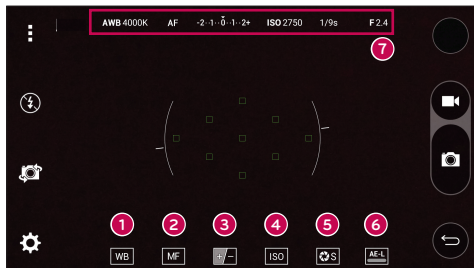 AWB 4000K AF -2··1··0··1··2+ ISO 2750 1/9s F 2.4
7
1 2 3 4 5 6
WB MF +/- ISO S AE-L